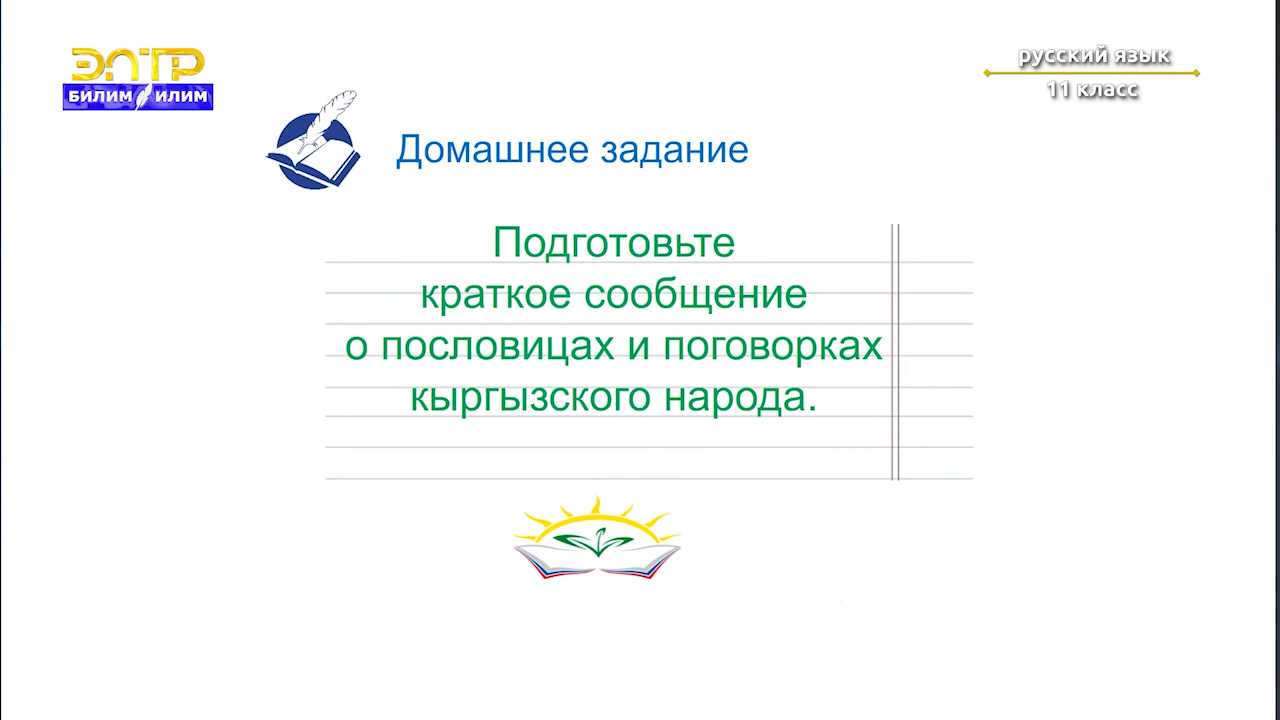 ЭЛТР
БИЛИМ ИЛИМ
русский язык
11 класс
Домашнее задание
Подготовьте
краткое сообщение
о пословицах и поговорках
кыргызского народа.